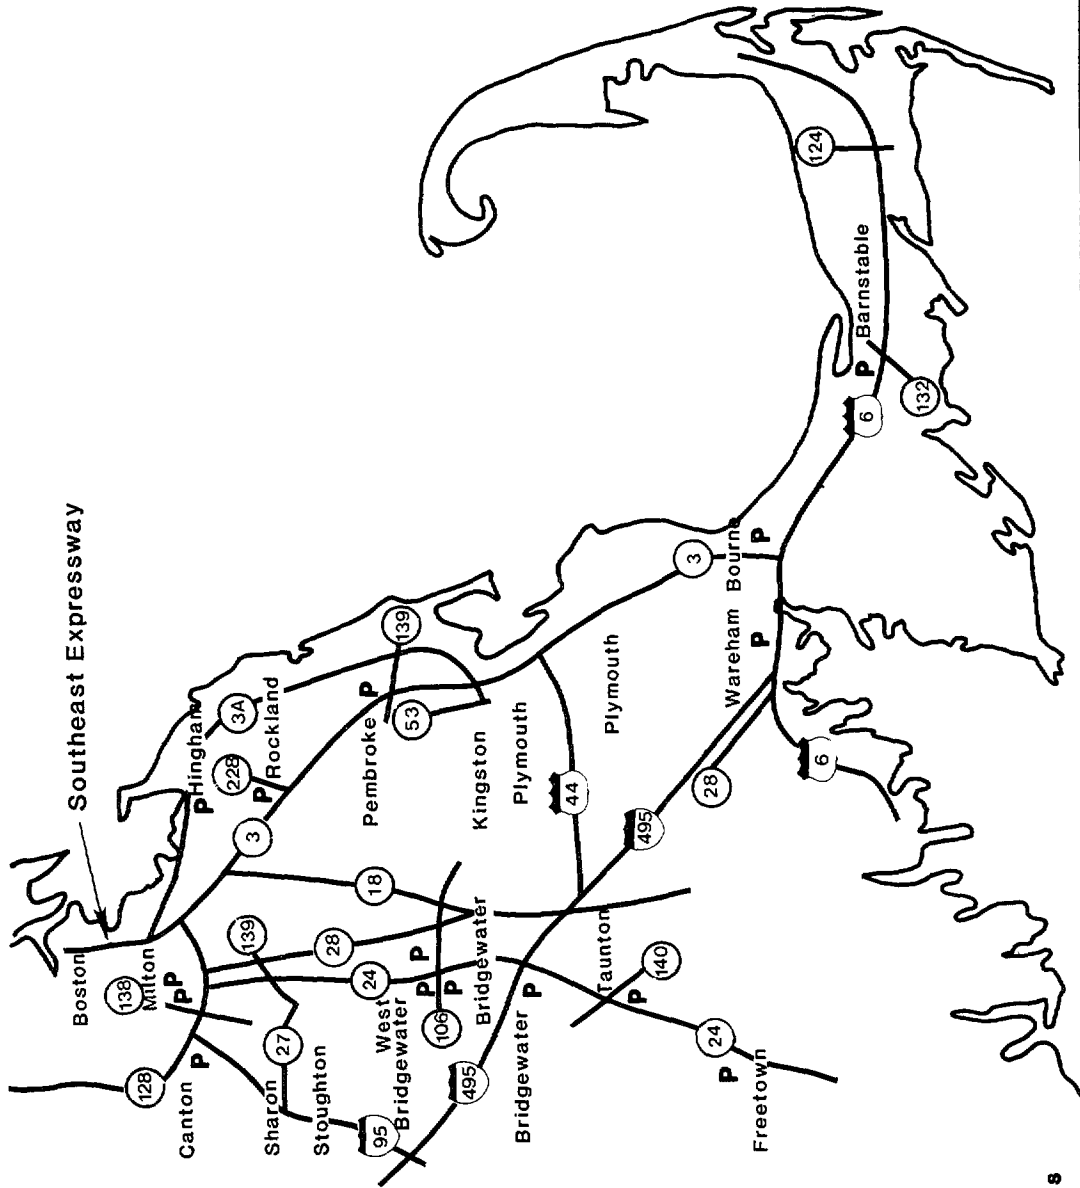 Southeast Expressway
Boston
138
Milton
128
Canton
Hingham
3A
228
Rockland
3
P
P
P
P
P
139
28
27
Sharon
Stoughton
95
18
24
West
Bridgewater
106
P
P
P
Pembroke
P
139
53
Kingston
Plymouth
44
Plymouth
Bridgewater
495
Bridgewater
P
Taunton
140
P
24
P
Freetown
495
28
Wareham
P
6
Bourne
P
3
6
P
Barnstable
132
124
s